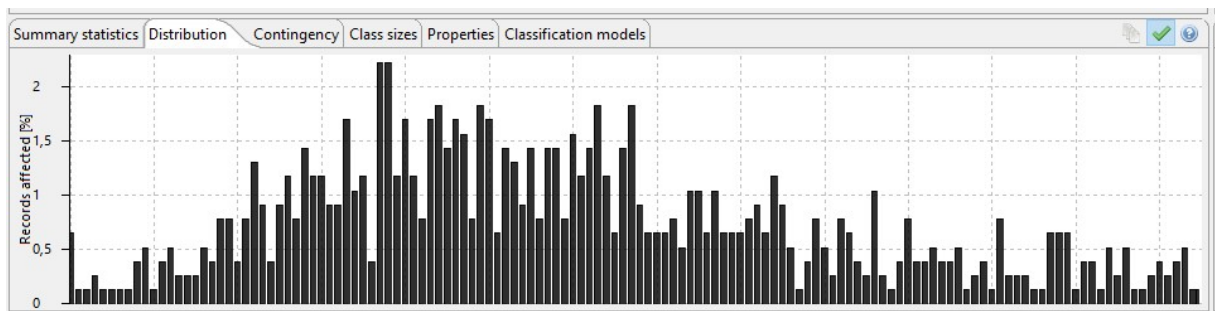 Summary statistics Distribution Contingency Class sizes Properties Classification models
Records affected [%]
2
1,5
1
0,5
0